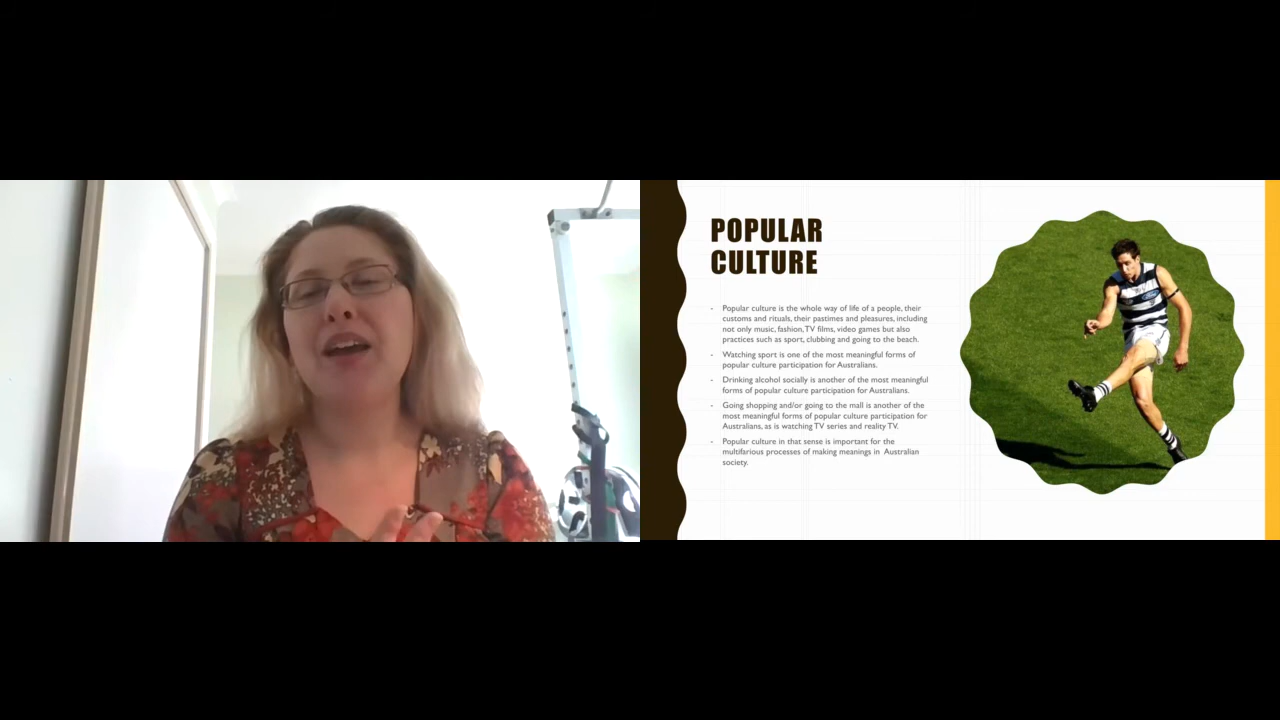 POPULAR
CULTURE
- Popular culture is the whole way of life of a people, their
customs and rituals, their pastimes and pleasures, including
not only music, fashion, TV films, video games but also
practices such as sport, clubbing and going to the beach.
- Watching sport is one of the most meaningful forms of
popular culture participation for Australians.
- Drinking alcohol socially is another of the most meaningful
forms of popular culture participation for Australians.
- Going shopping and/or going to the mall is another of the
most meaningful forms of popular culture participation for
Australians, as is watching TV series and reality TV.
- Popular culture in that sense is important for the
multifarious processes of making meanings in Australian
society.